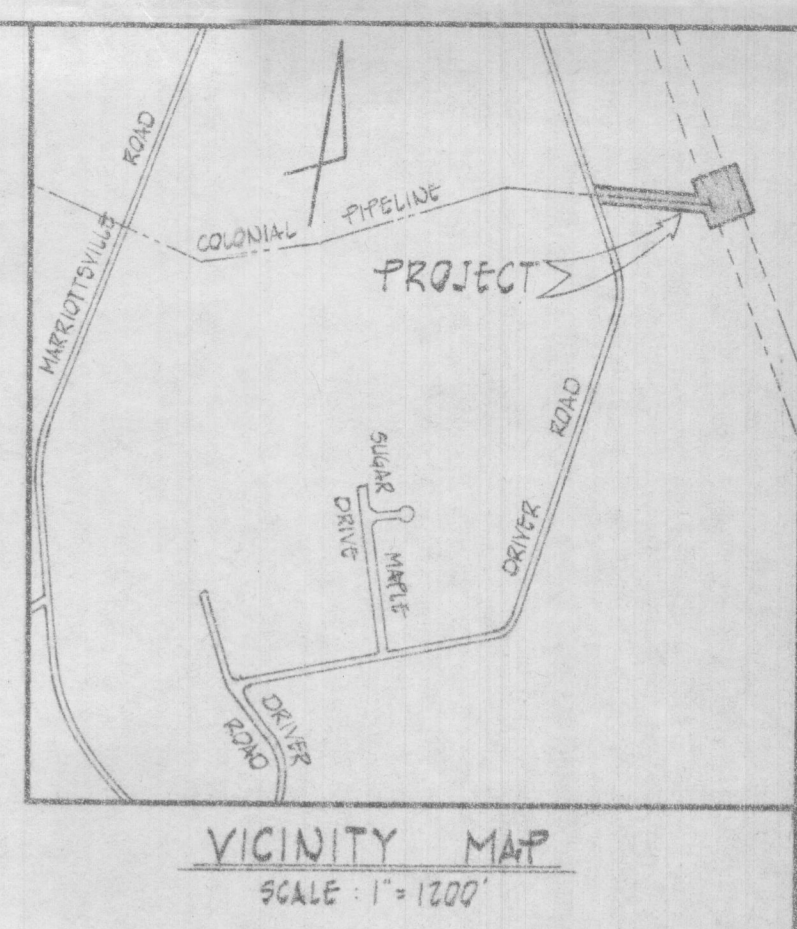 MARRIOTTSVILLE ROAD
COLONIAL PIPELINE
PROJECT
DRIVER ROAD
SUGAR MAPLE
DRIVE
DRIVER
ROAD
VICINITY MAP
SCALE : 1" = 1200'